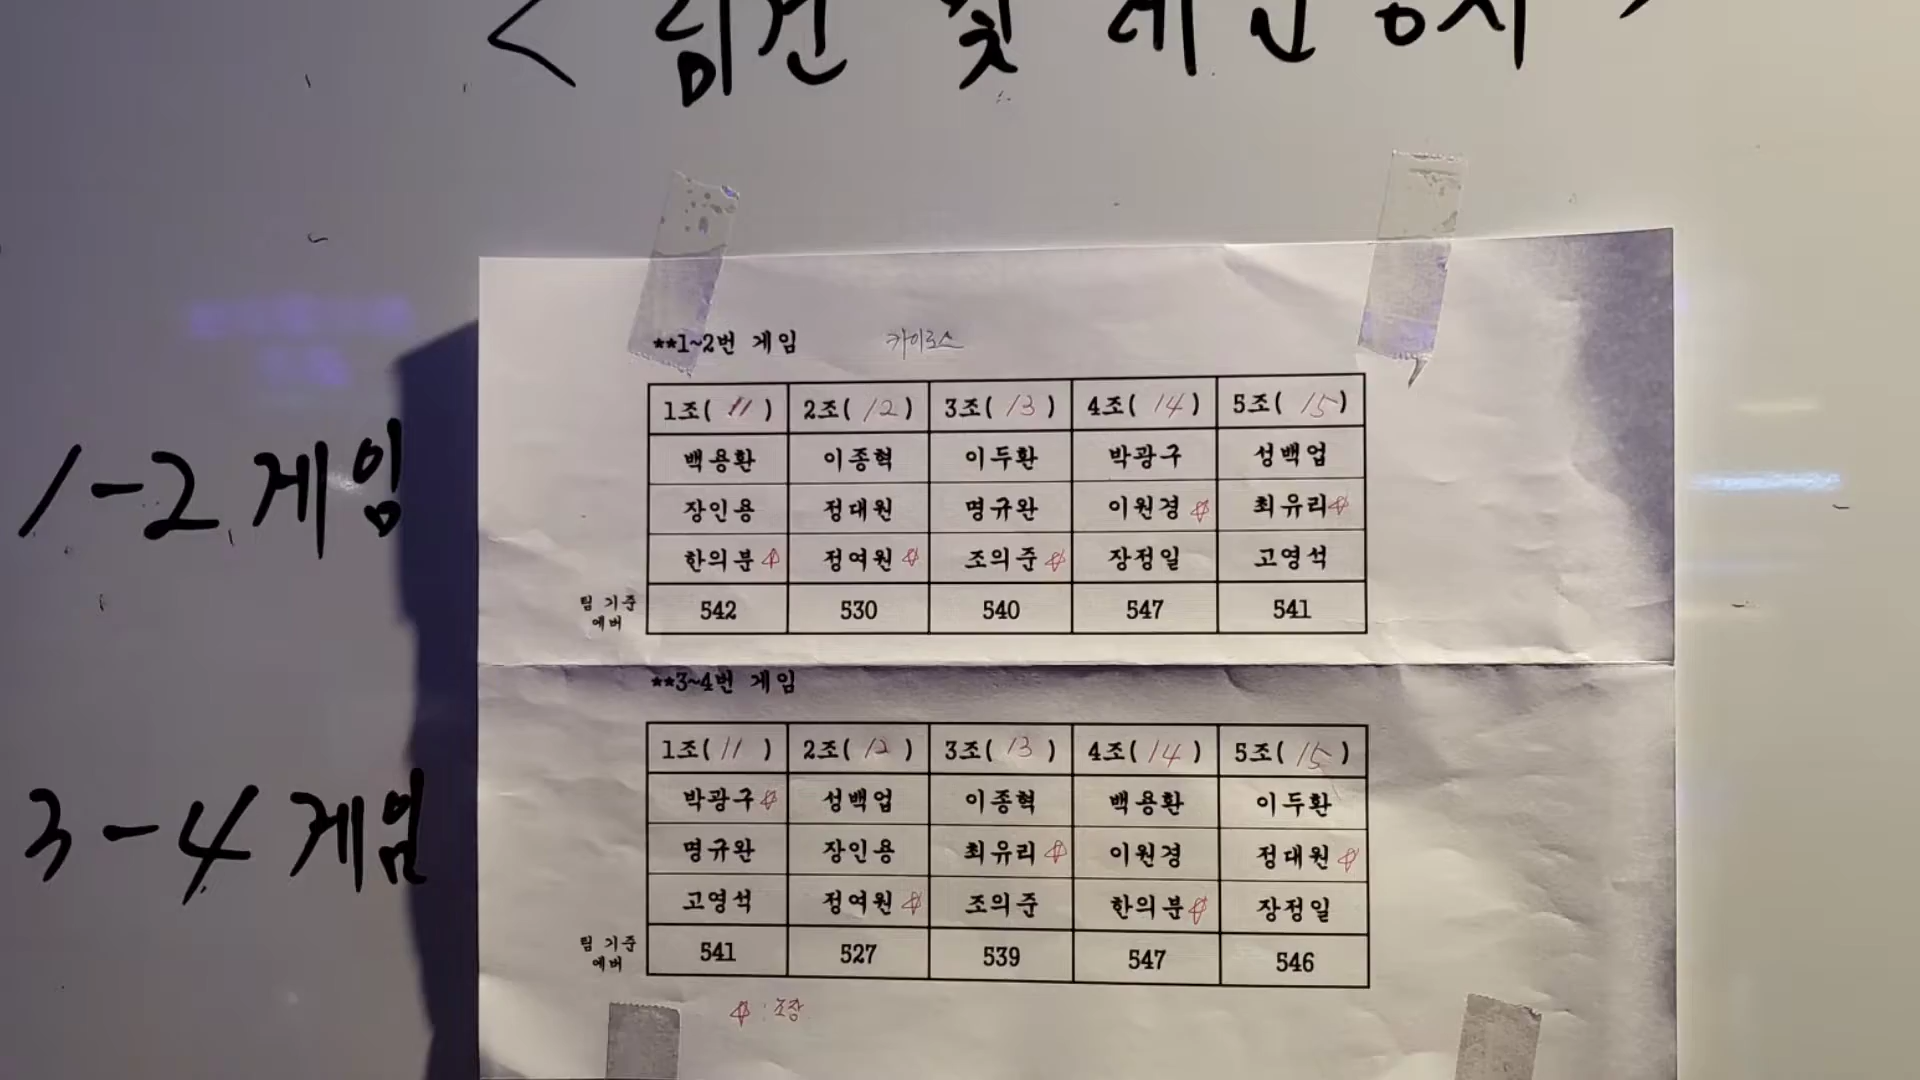 < 팀전 및 레인공지 >
**1~2번 게임 카이로스
1조( 11 ) 2조( 12 ) 3조( 13 ) 4조( 14 ) 5조( 15 )
백용환 이종혁 이두환 박광구 성백업
1-2 게임
장인용 정대원 명규완 이원경☆ 최유리☆
한의분☆ 정여원☆ 조의준☆ 장정일 고영석
팀 기준 에버 542 530 540 547 541
**3~4번 게임
1조( 11 ) 2조( 12 ) 3조( 13 ) 4조( 14 ) 5조( 15 )
박광구☆ 성백업 이종혁 백용환 이두환
3-4 게임
명규완 장인용 최유리☆ 이원경 정대원☆
고영석 정여원☆ 조의준 한의분☆ 장정일
팀 기준 에버 541 527 539 547 546
☆ : 조장